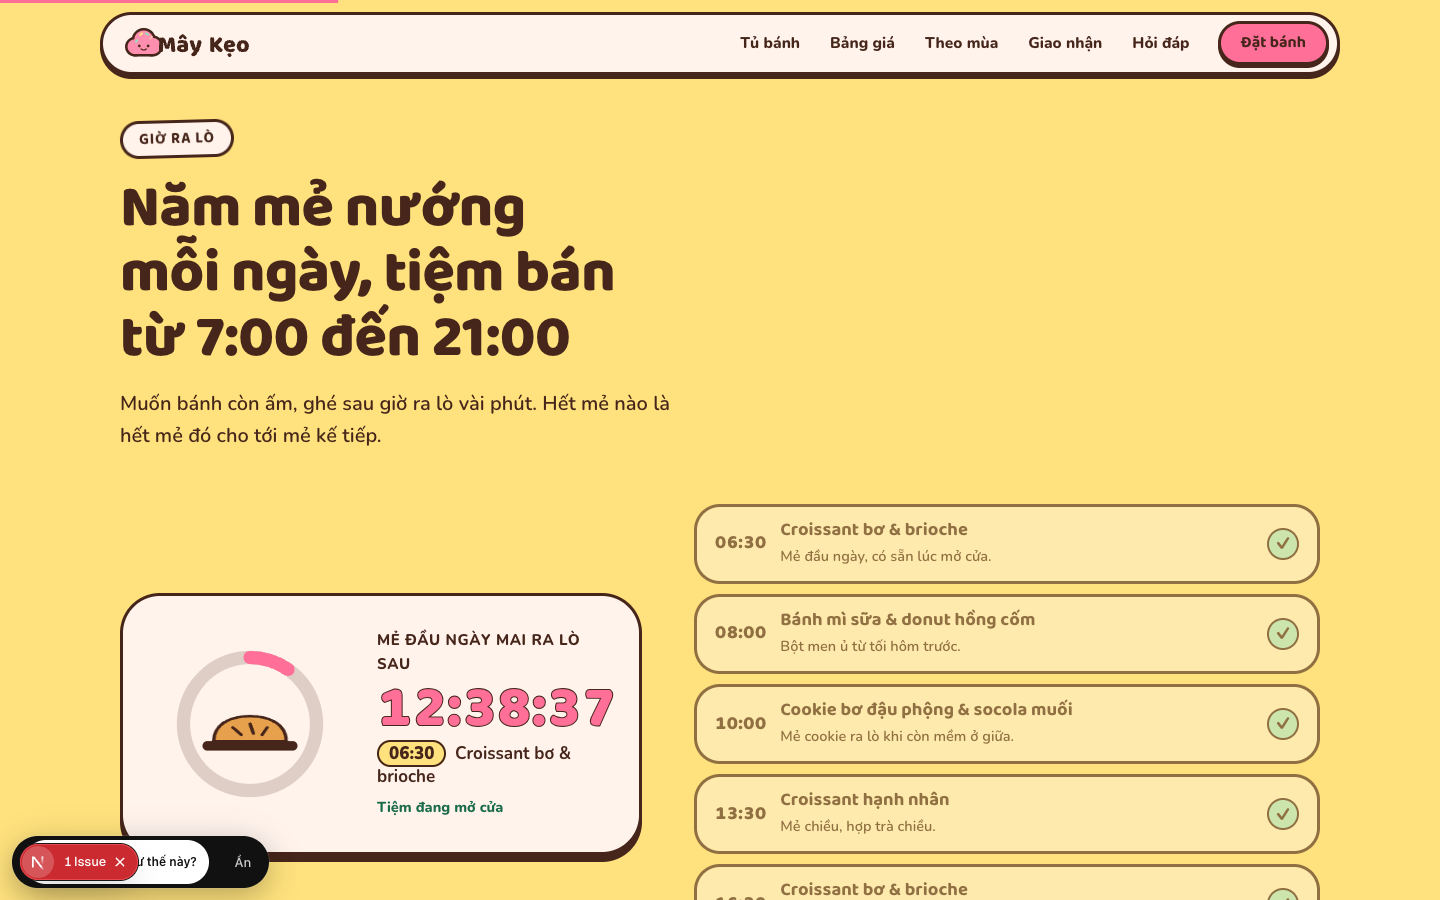 Mây Kẹo
Tủ bánh
Bảng giá
Theo mùa
Giao nhận
Hỏi đáp
Đặt bánh
GIỜ RA LÒ
Năm mẻ nướng
mỗi ngày, tiệm bán
từ 7:00 đến 21:00
Muốn bánh còn ấm, ghé sau giờ ra lò vài phút. Hết mẻ nào là
hết mẻ đó cho tới mẻ kế tiếp.
MẺ ĐẦU NGÀY MAI RA LÒ
SAU
12:38:37
06:30 Croissant bơ &
brioche
Tiệm đang mở cửa
06:30
Croissant bơ & brioche
Mẻ đầu ngày, có sẵn lúc mở cửa.
08:00
Bánh mì sữa & donut hồng cốm
Bột men ủ từ tối hôm trước.
10:00
Cookie bơ đậu phộng & socola muối
Mẻ cookie ra lò khi còn mềm ở giữa.
13:30
Croissant hạnh nhân
Mẻ chiều, hợp trà chiều.
Croissant bơ & brioche
N
1 Issue
thế này?
Ẩn